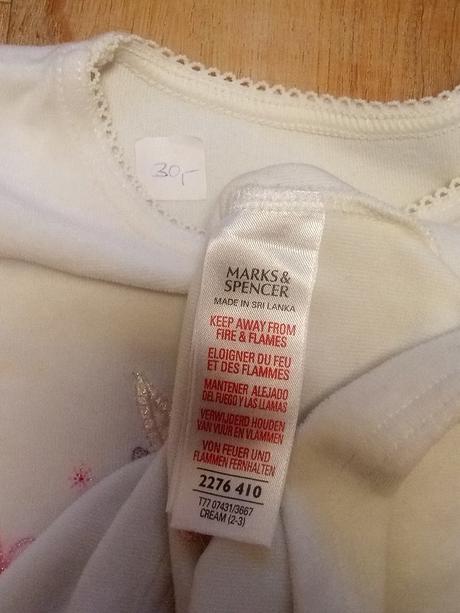 30,-
MARKS &
SPENCER
MADE IN SRI LANKA
KEEP AWAY FROM
FIRE & FLAMES
ELOIGNER DU FEU
ET DES FLAMMES
MANTENER ALEJADO
DEL FUEGO Y LAS LLAMAS
VERWIJDERD HOUDEN
VAN VUUR EN VLAMMEN
VON FEUER UND
FLAMMEN FERNHALTEN
2276 410
T77 07431/3667
CREAM (2-3)